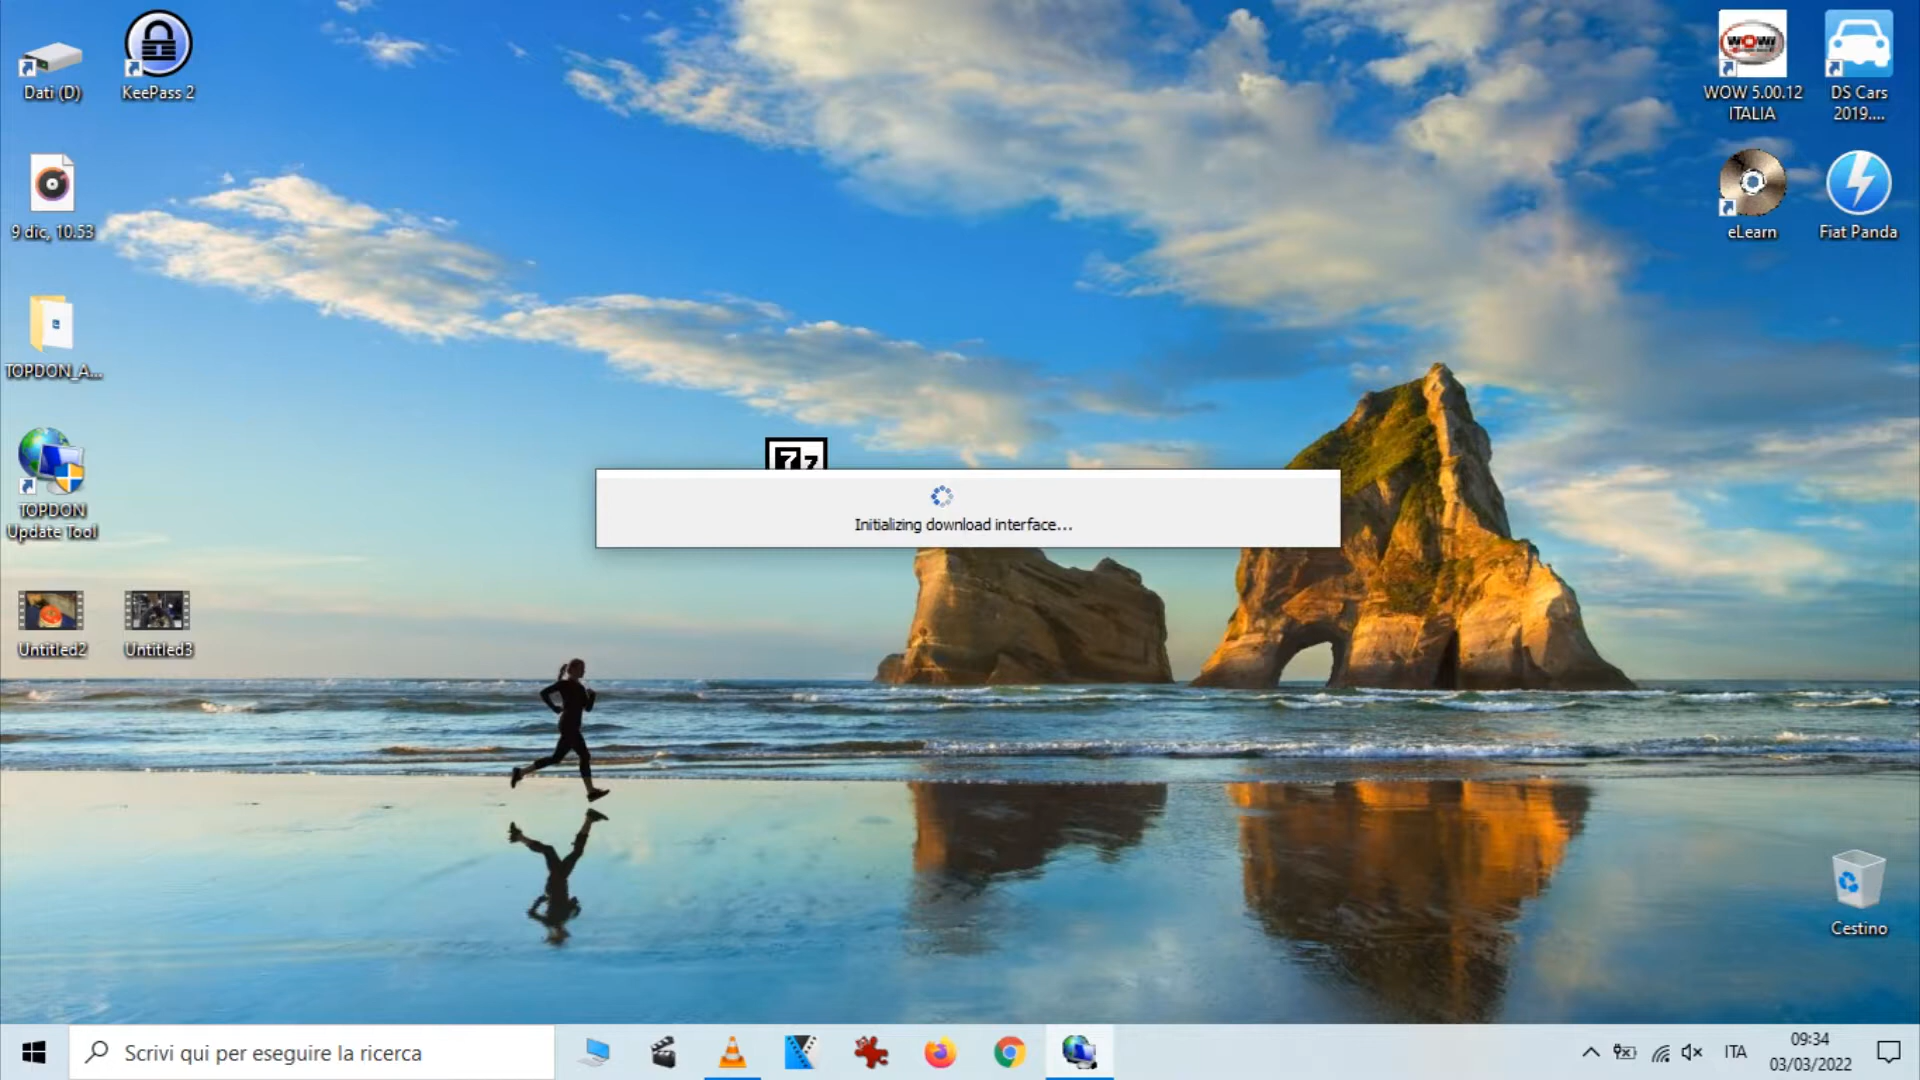 Dati (D)
KeePass 2
9 dic, 10.53
TOPDON_A...
TOPDON
Update Tool
Untitled2
Untitled3
WOW!
WOW 5.00.12
ITALIA
DS Cars
2019....
eLearn
Fiat Panda
Initializing download interface...
Cestino
Scrivi qui per eseguire la ricerca
ITA
09:34
03/03/2022